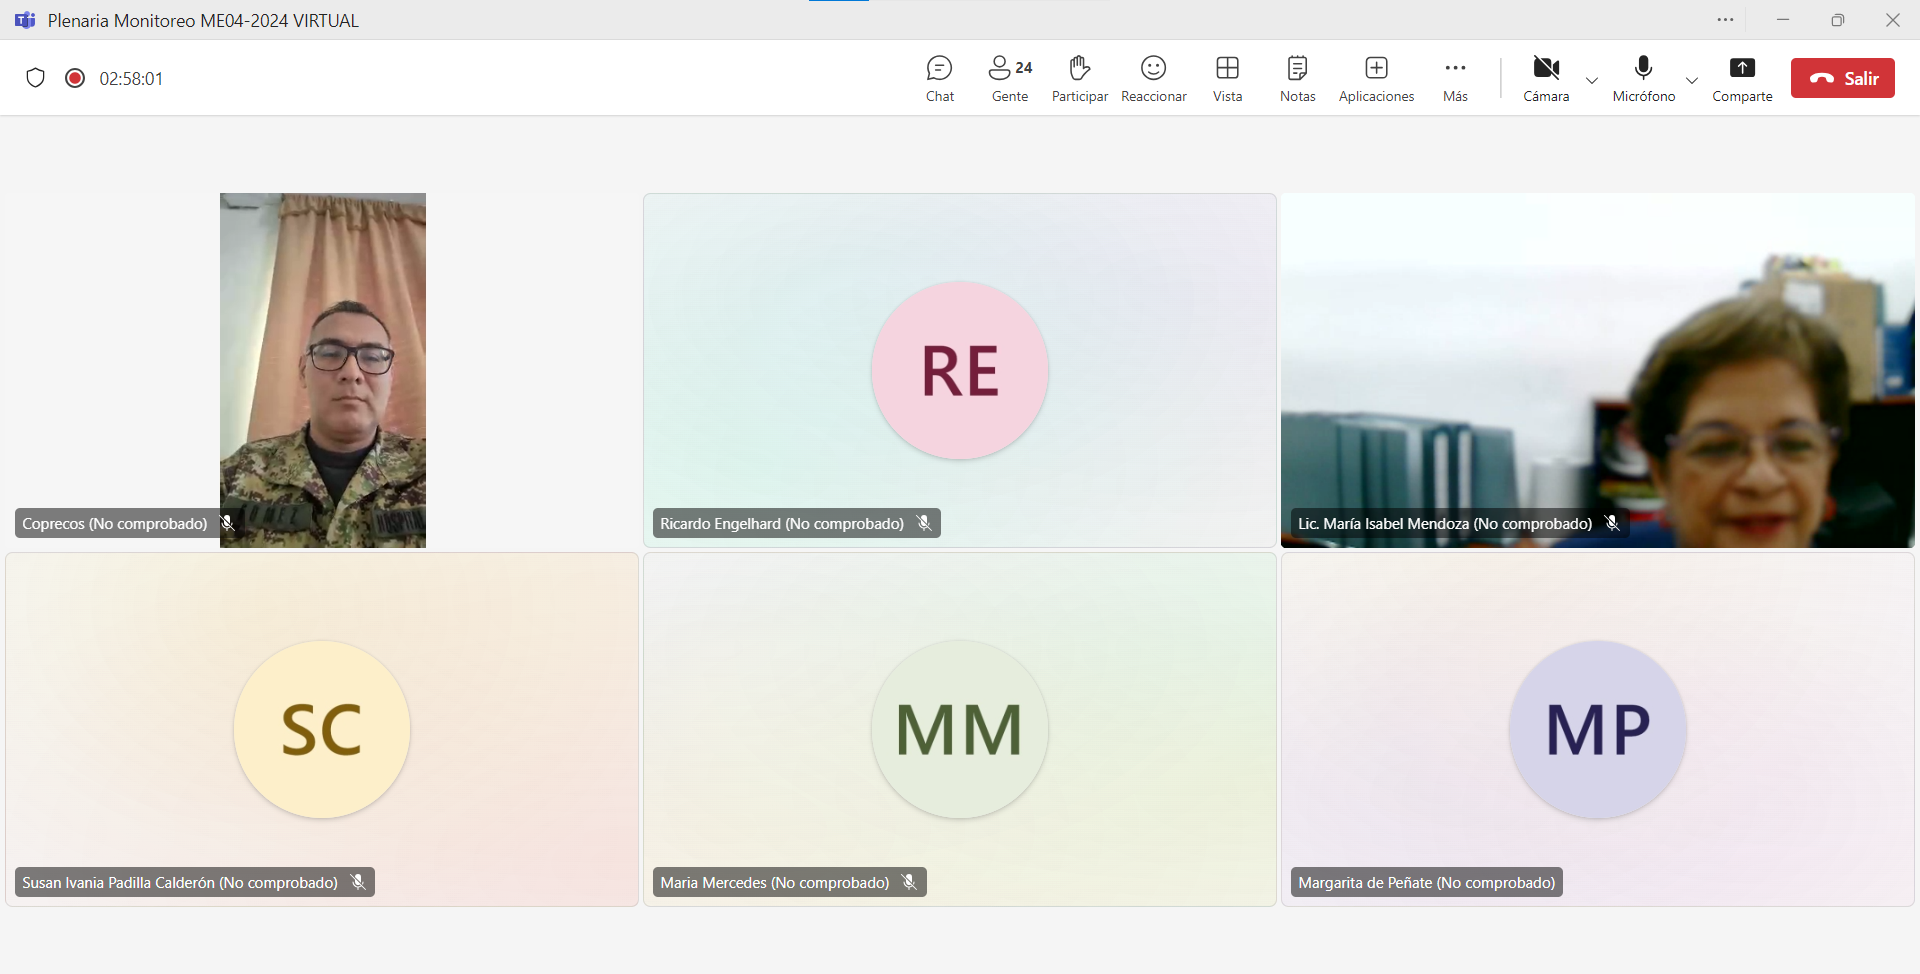 Plenaria Monitoreo ME04-2024 VIRTUAL
02:58:01
Chat
24
Gente
Participar
Reaccionar
Vista
Notas
Aplicaciones
Más
Cámara
Micrófono
Comparte
Salir
Coprecos (No comprobado)
RE
Ricardo Engelhard (No comprobado)
Lic. María Isabel Mendoza (No comprobado)
SC
Susan Ivania Padilla Calderón (No comprobado)
MM
Maria Mercedes (No comprobado)
MP
Margarita de Peñate (No comprobado)